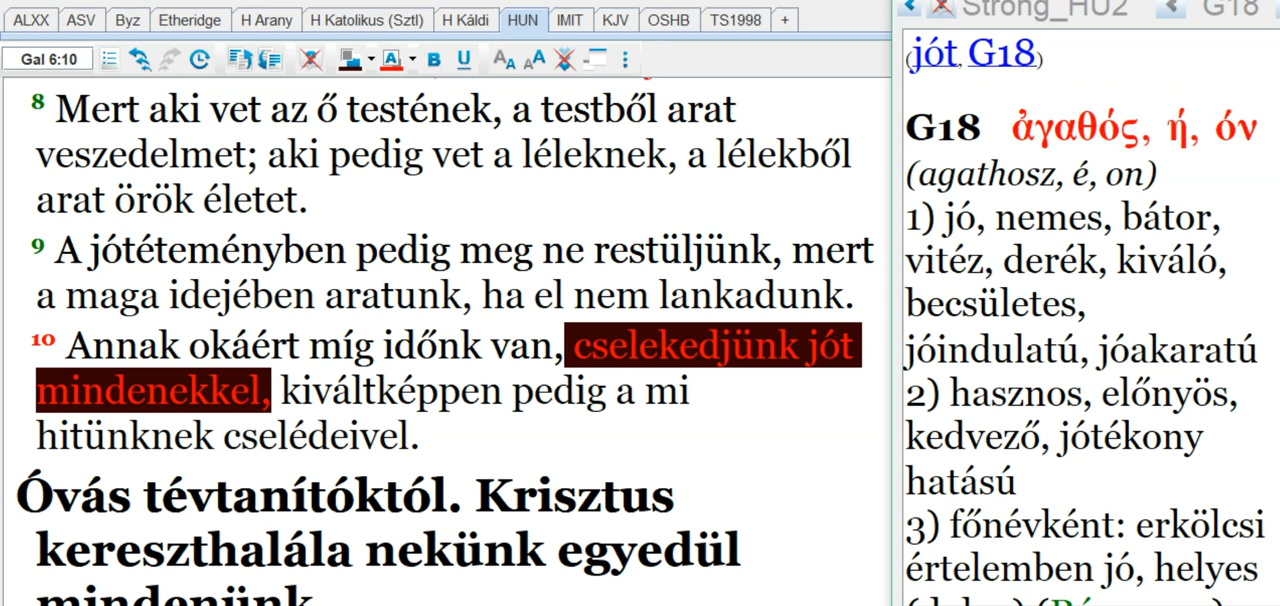 ALXX ASV Byz Etheridge H Arany H Katolikus (Sztl) H Káldi HUN IMIT KJV OSHB TS1998 +
Gal 6:10
8 Mert aki vet az ő testének, a testből arat
veszedelmet; aki pedig vet a léleknek, a lélekből
arat örök életet.
9 A jótéteményben pedig meg ne restüljünk, mert
a maga idejében aratunk, ha el nem lankadunk.
10 Annak okáért míg időnk van, cselekedjünk jót
mindenekkel, kiváltképpen pedig a mi
hitünknek cselédeivel.
Óvás tévtanítóktól. Krisztus
kereszthalála nekünk egyedül
mindenünk
Strong_HU2 G18
(jót, G18)
G18 ἀγαθός, ή, όν
(agathosz, é, on)
1) jó, nemes, bátor,
vitéz, derék, kiváló,
becsületes,
jóindulatú, jóakaratú
2) hasznos, előnyös,
kedvező, jótékony
hatású
3) főnévként: erkölcsi
értelemben jó, helyes